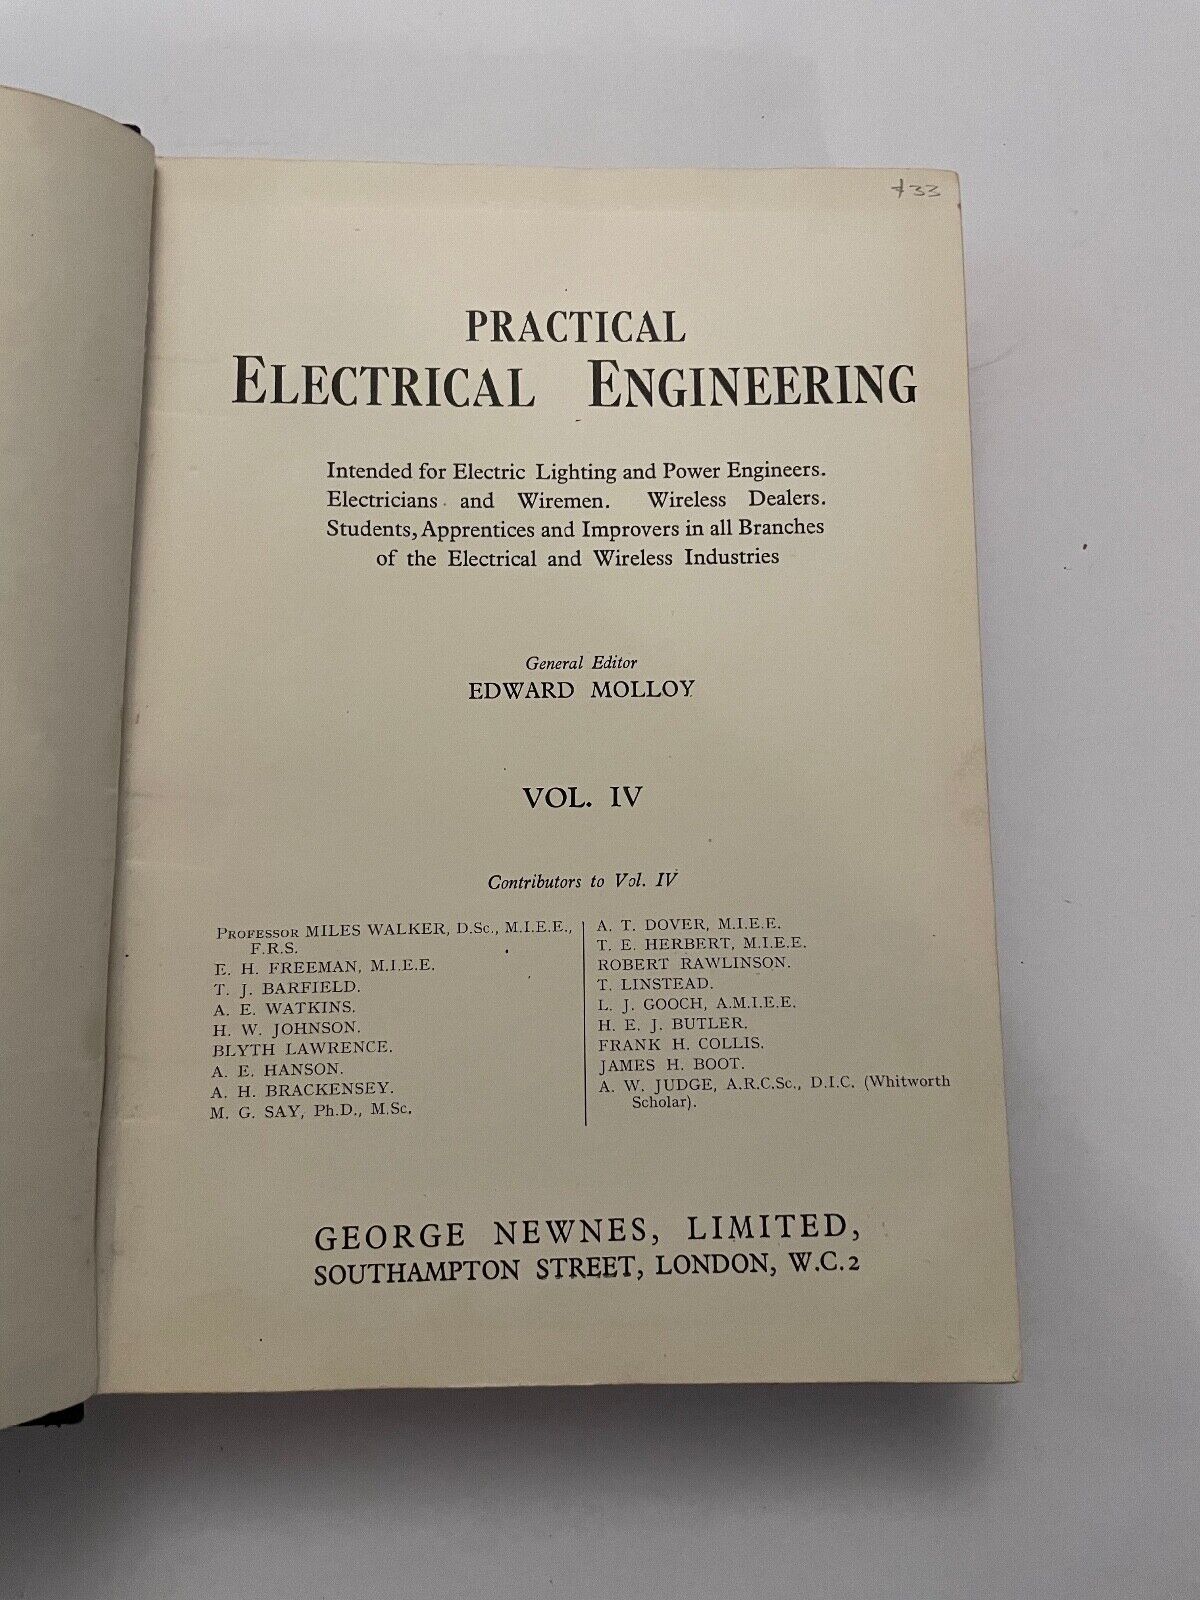 PRACTICAL
ELECTRICAL ENGINEERING
Intended for Electric Lighting and Power Engineers.
Electricians and Wiremen. Wireless Dealers.
Students, Apprentices and Improvers in all Branches
of the Electrical and Wireless Industries
General Editor
EDWARD MOLLOY
VOL. IV
Contributors to Vol. IV
PROFESSOR MILES WALKER, D.Sc., M.I.E.E.,
F.R.S.
E. H. FREEMAN, M.I.E.E.
T. J. BARFIELD.
A. E. WATKINS.
H. W. JOHNSON.
BLYTH LAWRENCE.
A. E. HANSON.
A. H. BRACKENSEY.
M. G. SAY, Ph.D., M.Sc.
A. T. DOVER, M.I.E.E.
T. E. HERBERT, M.I.E.E.
ROBERT RAWLINSON.
T. LINSTEAD.
L. J. GOOCH, A.M.I.E.E.
H. E. J. BUTLER.
FRANK H. COLLIS.
JAMES H. BOOT.
A. W. JUDGE, A.R.C.Sc., D.I.C. (Whitworth
Scholar).
GEORGE NEWNES, LIMITED,
SOUTHAMPTON STREET, LONDON, W.C.2